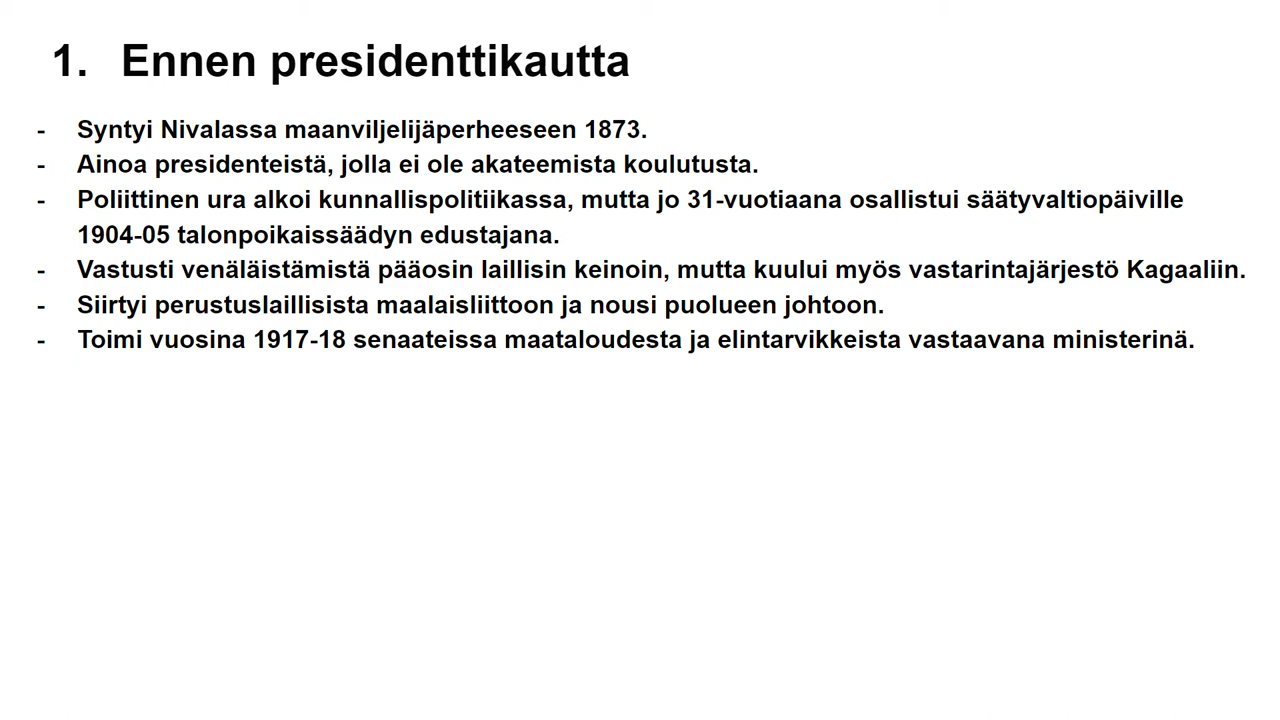 1. Ennen presidenttikautta
- Syntyi Nivalassa maanviljelijäperheeseen 1873.
- Ainoa presidenteistä, jolla ei ole akateemista koulutusta.
- Poliittinen ura alkoi kunnallispolitiikassa, mutta jo 31-vuotiaana osallistui säätyvaltiopäiville
1904-05 talonpoikaissäädyn edustajana.
- Vastusti venäläistämistä pääosin laillisin keinoin, mutta kuului myös vastarintajärjestö Kagaaliin.
- Siirtyi perustuslaillisista maalaisliittoon ja nousi puolueen johtoon.
- Toimi vuosina 1917-18 senaateissa maataloudesta ja elintarvikkeista vastaavana ministerinä.